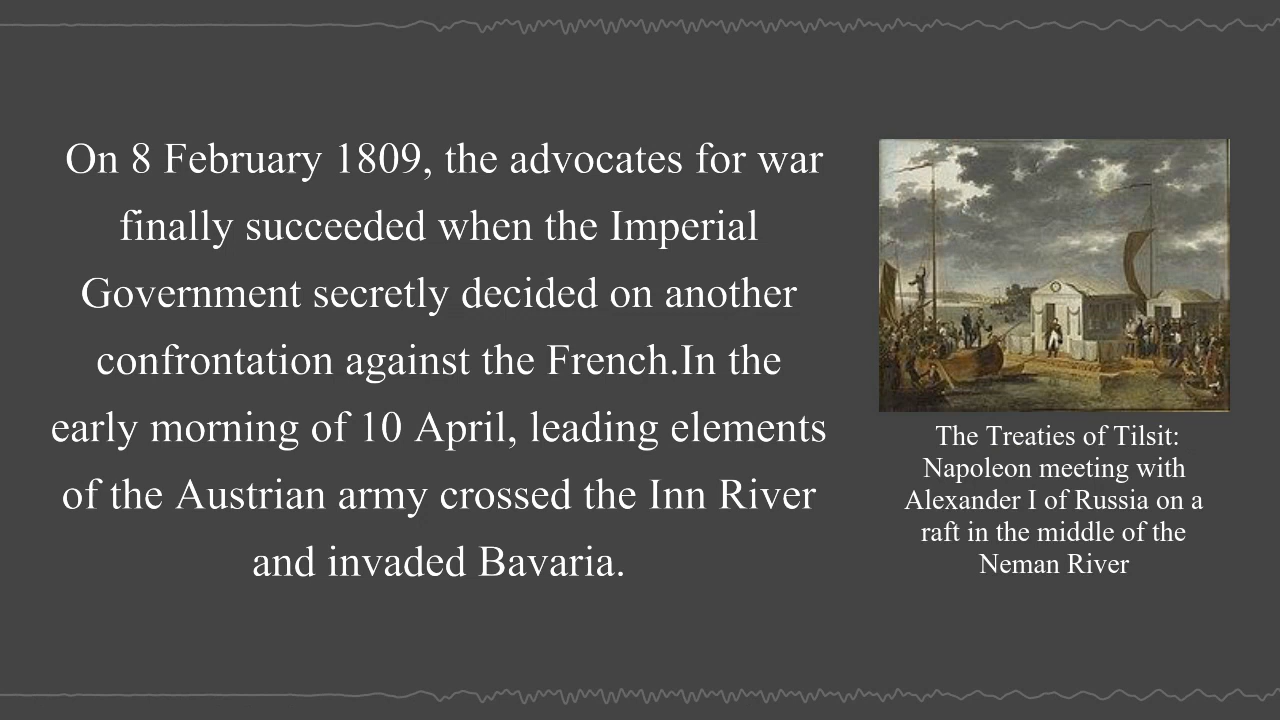 On 8 February 1809, the advocates for war
finally succeeded when the Imperial
Government secretly decided on another
confrontation against the French.In the
early morning of 10 April, leading elements
of the Austrian army crossed the Inn River
and invaded Bavaria.
The Treaties of Tilsit:
Napoleon meeting with
Alexander I of Russia on a
raft in the middle of the
Neman River